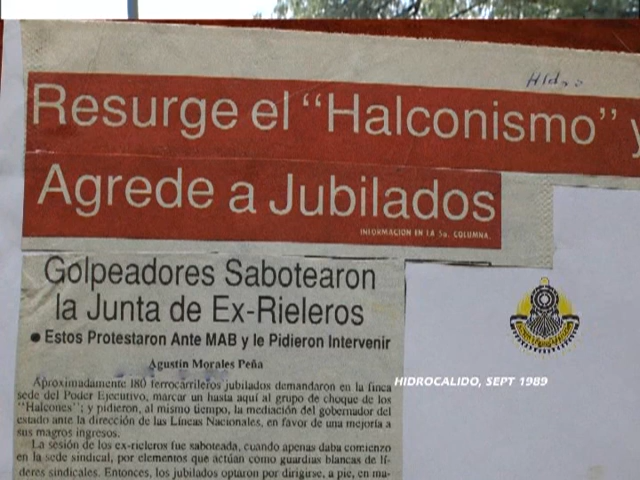 Resurge el "Halconismo" y
Agrede a Jubilados
INFORMACION EN LA 5a. COLUMNA.
Golpeadores Sabotearon
la Junta de Ex-Rieleros
● Estos Protestaron Ante MAB y le Pidieron Intervenir
Agustín Morales Peña
Aproximadamente 180 ferrocarrileros jubilados demandaron en la finca
sede del Poder Ejecutivo, marcar un hasta aquí al grupo de choque de los
"Halcones"; y pidieron, al mismo tiempo, la mediación del gobernador del
estado ante la dirección de las Líneas Nacionales, en favor de una mejoría a
sus magros ingresos.
La sesión de los ex-rieleros fue saboteada, cuando apenas daba comienzo
en la sede sindical, por elementos que actúan como guardias blancas de lí-
deres sindicales. Entonces, los jubilados optaron por dirigirse, a pie, en ma-
HIDROCALIDO, SEPT 1989